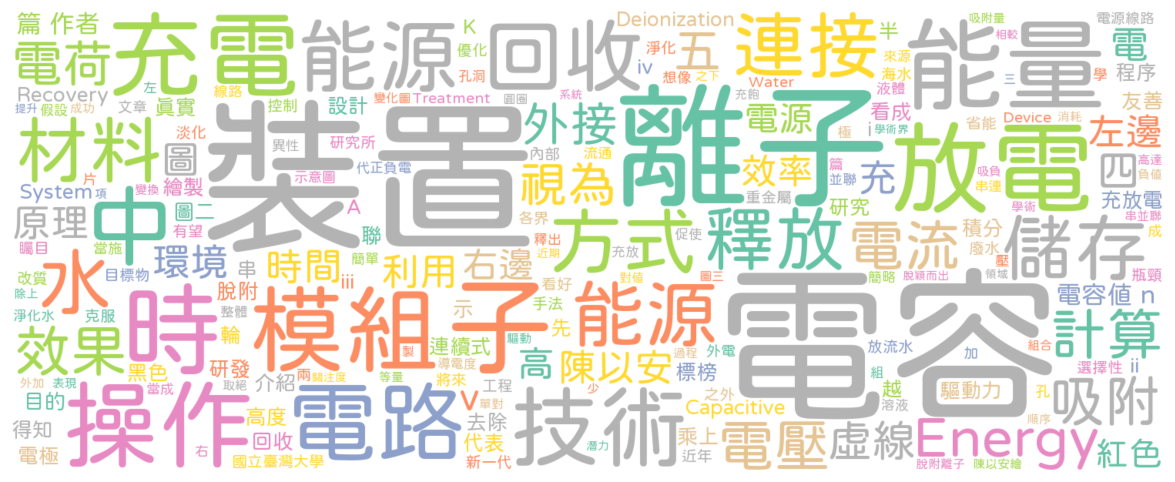 篇 作者
電荷
充電
能源
回收
Deionization
五
連接
半
能量
電
電源線路
程序
吸附量
相較
K
優化
孔洞
iv
淨化
想像
之下
來源
海水
三
學
Recovery
左
線路
提升
假設
成功
文章
真實
控制
設計
變化圖
Treatment
圓圈
系統
充飽
Water
液體
看成
友善
省能
Device
消耗
材料
淡化
圖
異性
裝置
研究所
內部
外接
流通
離子
電源
i
學術界
極
放電
左邊
吸負
高達
負值
串連
片
變換
System
項
繪製
示意圖
代正負電
視為
效率
充
篇
並聯
四
充放電
串並聯
學術
成
重金屬
研究
原理
中
圖二
有望
A
聯
各界
方式
釋放
電流
積分
廢水
儲存
矚目
當施
環境
簡單
釋出
近期
充放
促使
壓
瓶頸
改質
目標物
串
時間
iii
利用
右邊
看好
對值
圖三
簡略
脫穎而出
領域
水
時
脫附
模組
子
能源
手法
示
電容
電容值
n
除上
淨化水
克服
整體
效果
輪
製
驅動
連續式
先
過程
外電
放流水
加
組合
計算
黑色
研發
兩
導電度
關注度
高
陳以安
標榜
組
選擇性
ii
外加
表現
當成
取絕
介紹
等量
工程
少
之外
越
驅動力
孔
目的
操作
高度
電路
V
去除
技術
Capacitive
溶液
順序
吸附
得知
回收
代表
單對
乘上
電壓
虛線
Energy
紅色
電極
右
國立臺灣大學
新一代
潛力
近年
脫附離子
陳以安繪